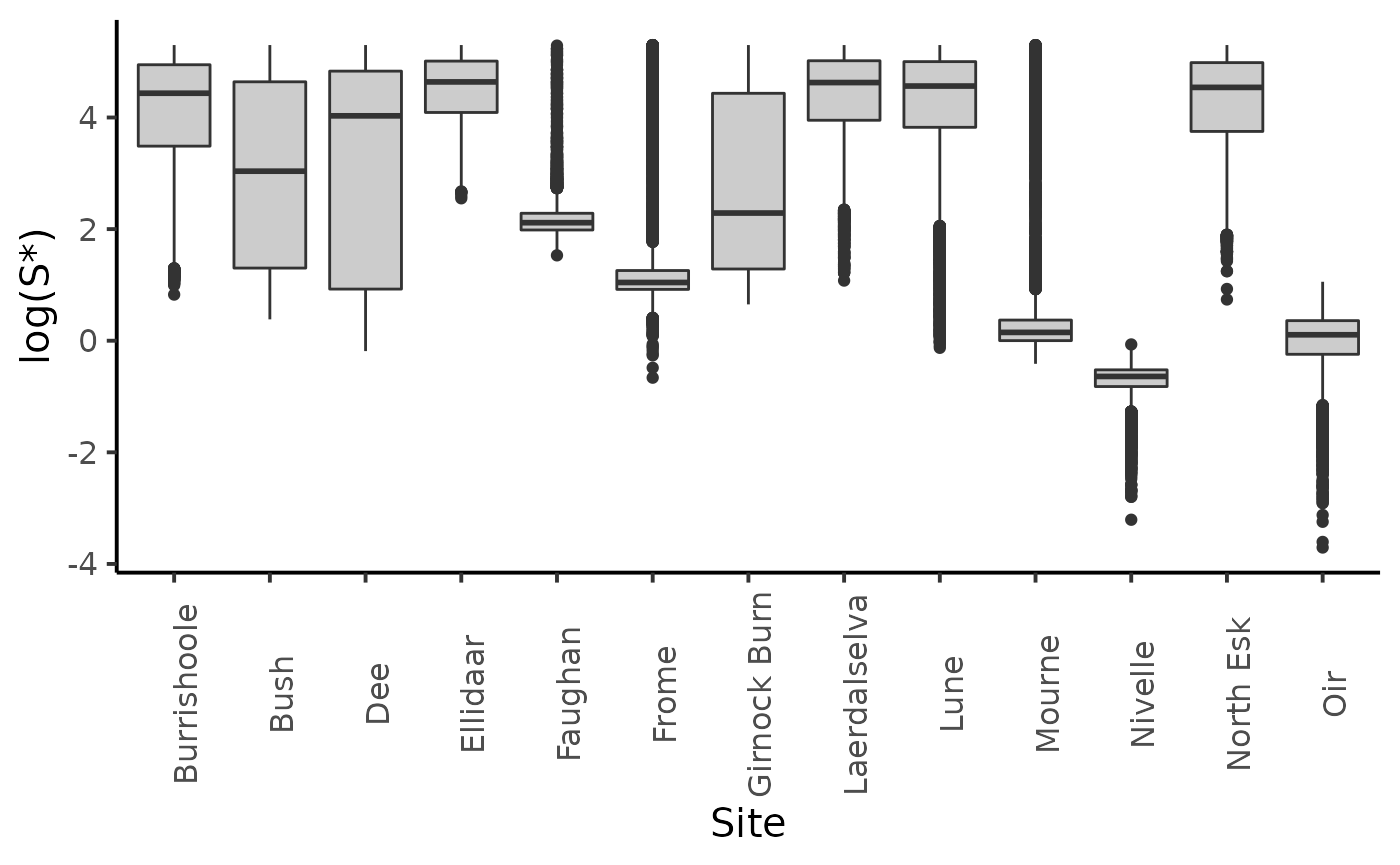 log(S*)
4
2
0
-2
-4
Burrishoole
Bush
Dee
Ellidaar
Faughan
Frome
Girnock Burn
Laerdalselva
Lune
Mourne
Nivelle
North Esk
Oir
Site